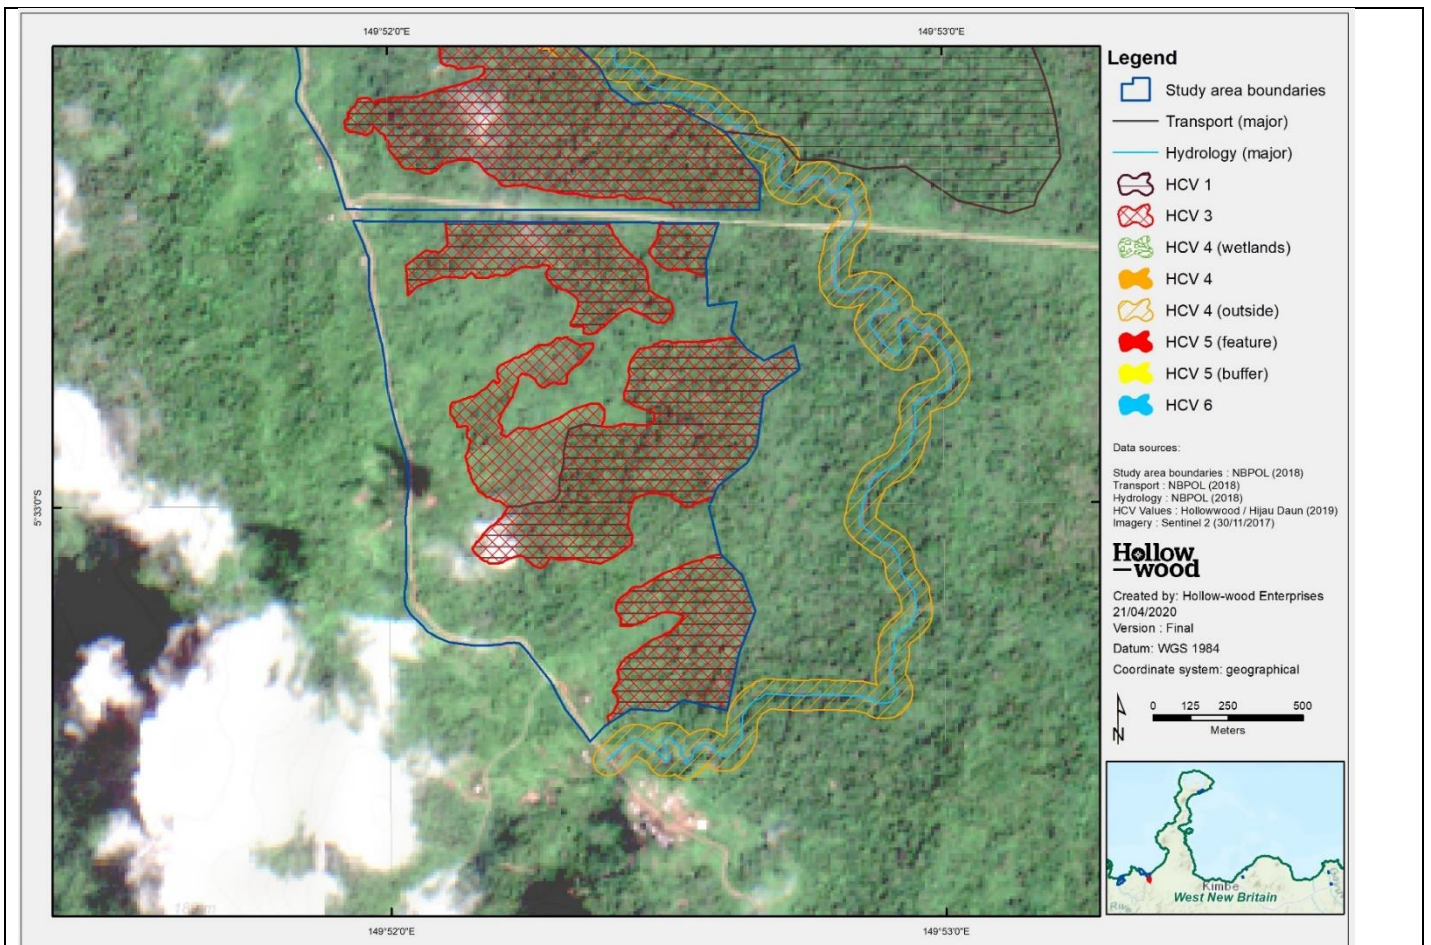 149°52'0"E 149°53'0"E
5°33'0"S
Legend
Study area boundaries
Transport (major)
Hydrology (major)
HCV 1
HCV 3
HCV 4 (wetlands)
HCV 4
HCV 4 (outside)
HCV 5 (feature)
HCV 5 (buffer)
HCV 6
Data sources:
Study area boundaries : NBPOL (2018)
Transport : NBPOL (2018)
Hydrology : NBPOL (2018)
HCV Values : Hollowwood / Hijau Daun (2019)
Imagery : Sentinel 2 (30/11/2017)
Hollow
—wood
Created by: Hollow-wood Enterprises
21/04/2020
Version : Final
Datum: WGS 1984
Coordinate system: geographical
N
0 125 250 500
Meters
Kimbe
West New Britain
149°52'0"E 149°53'0"E